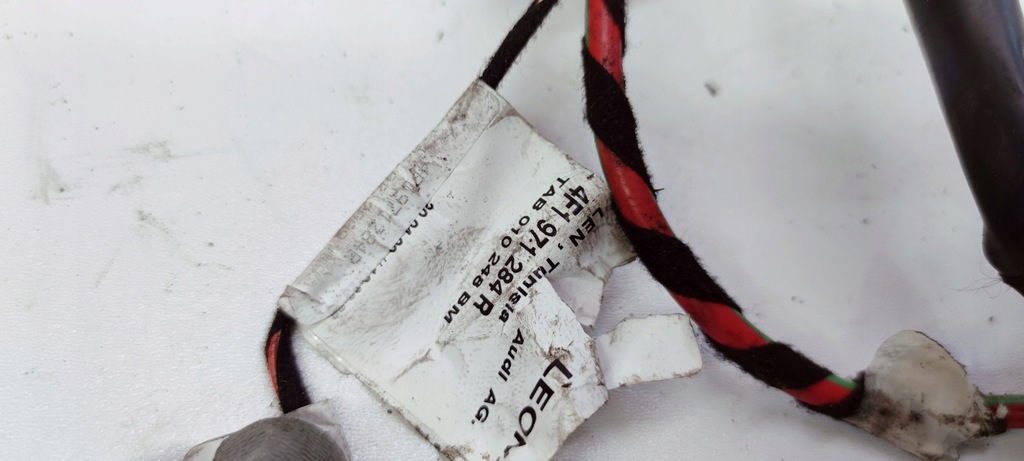 LEON
LEN . Tunisia Audi AG.
4F1 971 284 R
TAB 010 248 BM